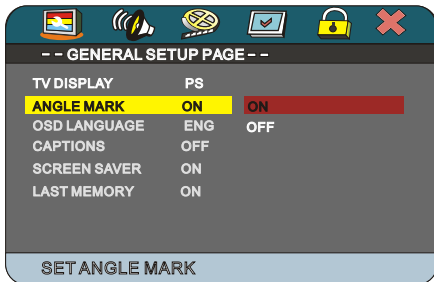 - - GENERAL SETUP PAGE - -
TV DISPLAY PS
ANGLE MARK ON ON
OSD LANGUAGE ENG OFF
CAPTIONS OFF
SCREEN SAVER ON
LAST MEMORY ON
SET ANGLE MARK